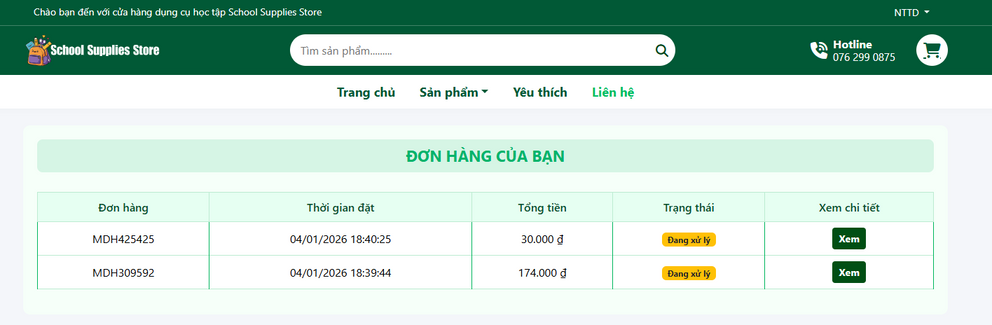 Chào bạn đến với cửa hàng dụng cụ học tập School Supplies Store
NTTD
School Supplies Store
Tìm sản phẩm.........
Hotline
076 299 0875
Trang chủ Sản phẩm Yêu thích Liên hệ
ĐƠN HÀNG CỦA BẠN
Đơn hàng Thời gian đặt Tổng tiền Trạng thái Xem chi tiết
MDH425425 04/01/2026 18:40:25 30.000 ₫ Đang xử lý Xem
MDH309592 04/01/2026 18:39:44 174.000 ₫ Đang xử lý Xem